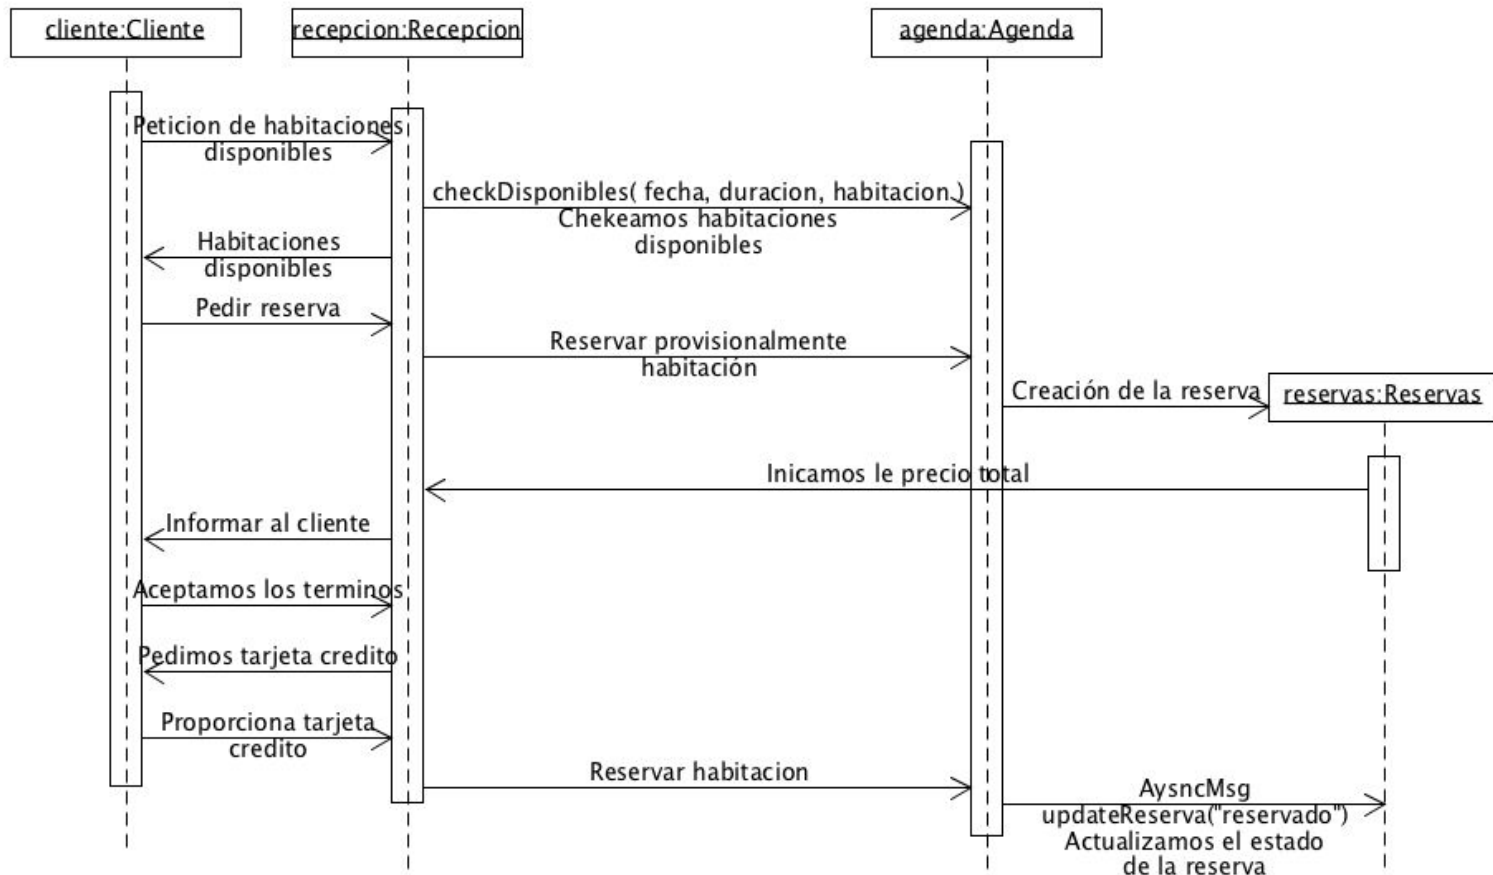 cliente:Cliente
recepcion:Recepcion
agenda:Agenda
Peticion de habitaciones
disponibles
checkDisponibles( fecha, duracion, habitacion )
Chekeamos habitaciones
disponibles
Habitaciones
disponibles
Pedir reserva
Reservar provisionalmente
habitación
Creación de la reserva
reservas:Reservas
Inicamos le precio total
Informar al cliente
Aceptamos los terminos
Pedimos tarjeta credito
Proporciona tarjeta
credito
Reservar habitacion
AysncMsg
updateReserva("reservado")
Actualizamos el estado
de la reserva